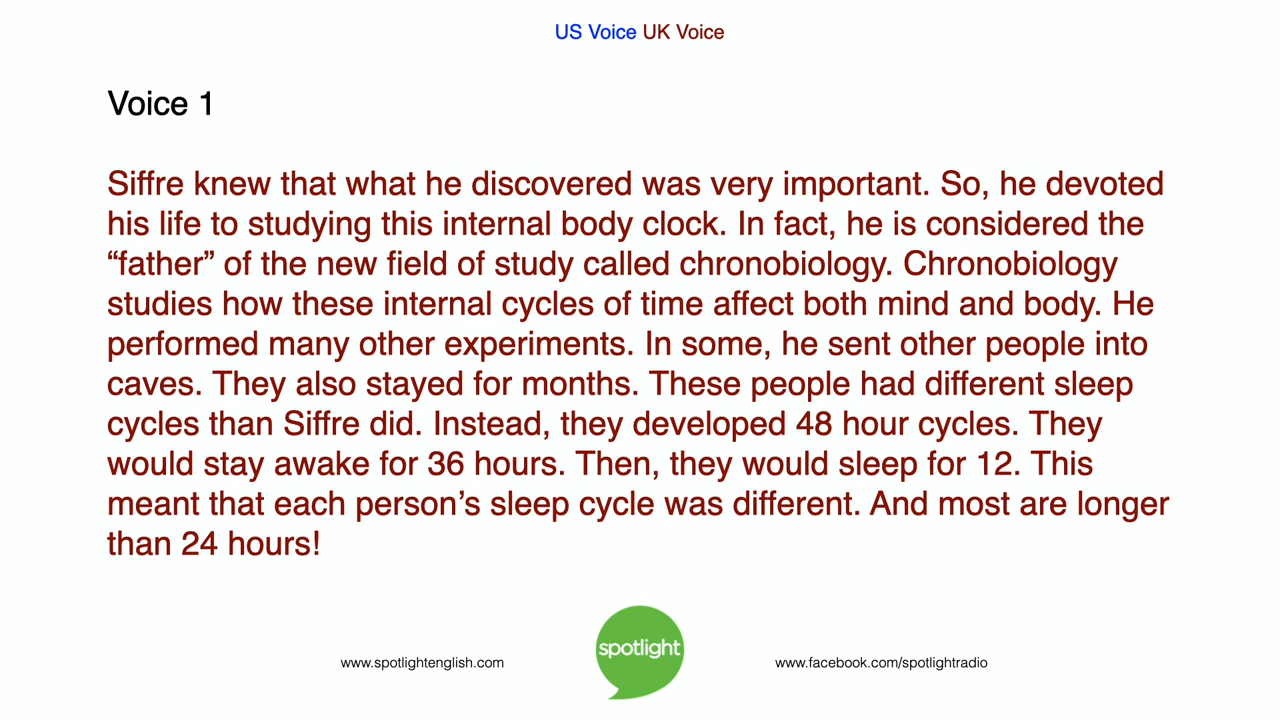 US Voice UK Voice
Voice 1
Siffre knew that what he discovered was very important. So, he devoted
his life to studying this internal body clock. In fact, he is considered the
“father” of the new field of study called chronobiology. Chronobiology
studies how these internal cycles of time affect both mind and body. He
performed many other experiments. In some, he sent other people into
caves. They also stayed for months. These people had different sleep
cycles than Siffre did. Instead, they developed 48 hour cycles. They
would stay awake for 36 hours. Then, they would sleep for 12. This
meant that each person’s sleep cycle was different. And most are longer
than 24 hours!
www.spotlightenglish.com
spotlight
www.facebook.com/spotlightradio